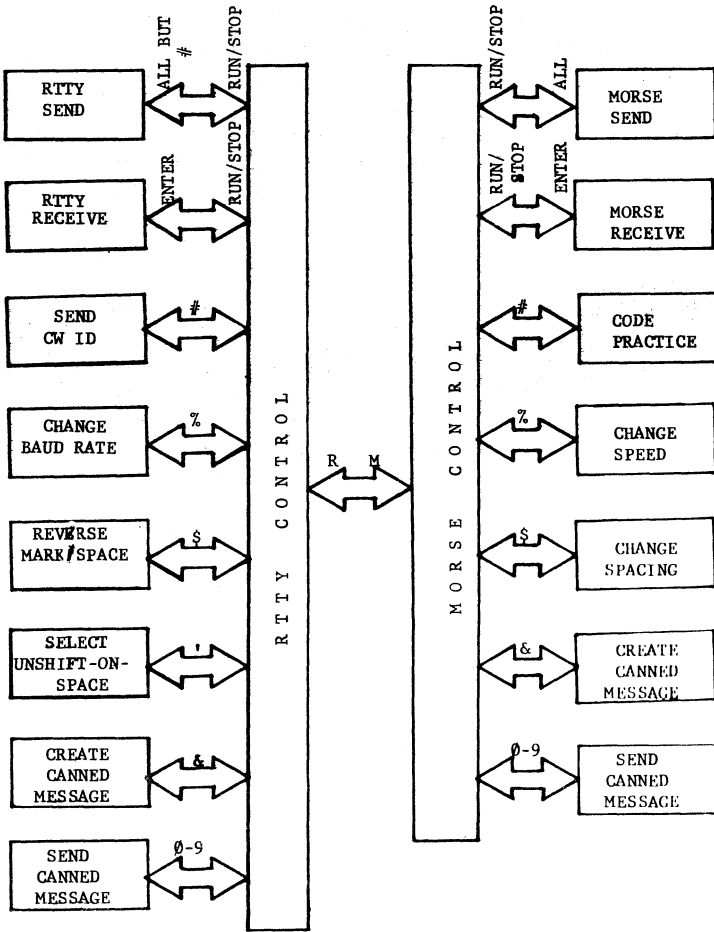 ALL BUT
#
RUN/STOP
RTTY
SEND
ENTER
RUN/STOP
RTTY
RECEIVE
#
SEND
CW ID
%
CHANGE
BAUD RATE
$
REVERSE
MARK/SPACE
'
SELECT
UNSHIFT-ON-
SPACE
&
CREATE
CANNED
MESSAGE
Ø-9
SEND
CANNED
MESSAGE
RTTY CONTROL
R M
MORSE CONTROL
RUN/STOP
ALL
MORSE
SEND
RUN/
STOP
ENTER
MORSE
RECEIVE
#
CODE
PRACTICE
%
CHANGE
SPEED
$
CHANGE
SPACING
&
CREATE
CANNED
MESSAGE
Ø-9
SEND
CANNED
MESSAGE